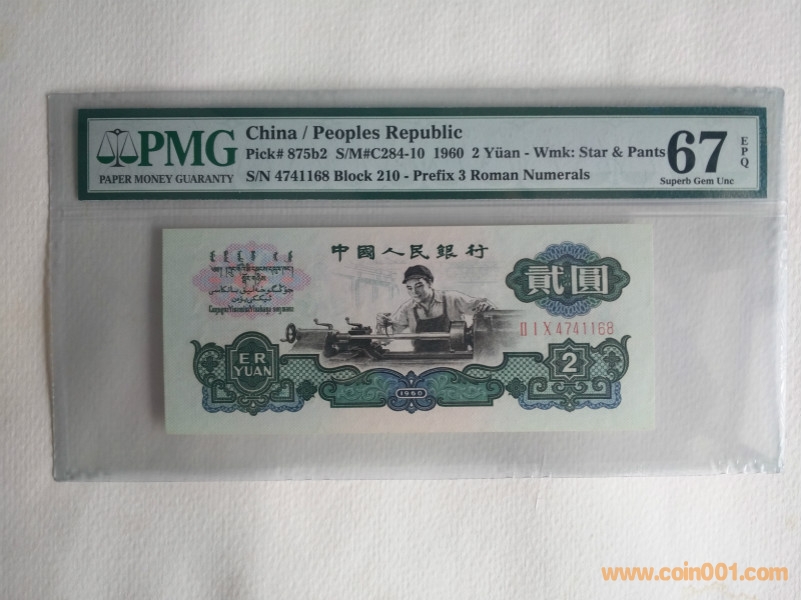 PMG
PAPER MONEY GUARANTY
China / Peoples Republic
Pick# 875b2 S/M#C284-10 1960 2 Yüan - Wmk: Star & Pants
S/N 4741168 Block 210 - Prefix 3 Roman Numerals
67
EPQ
Superb Gem Unc
中國人民銀行
貳圓
II I X 4741168
ER
YUAN
2
1960
www.coin001.com